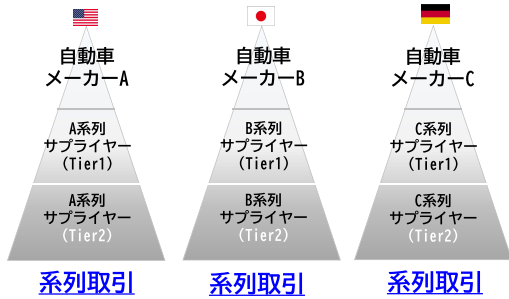 自動車
メーカーA
A系列
サプライヤー
(Tier1)
A系列
サプライヤー
(Tier2)
系列取引
自動車
メーカーB
B系列
サプライヤー
(Tier1)
B系列
サプライヤー
(Tier2)
系列取引
自動車
メーカーC
C系列
サプライヤー
(Tier1)
C系列
サプライヤー
(Tier2)
系列取引